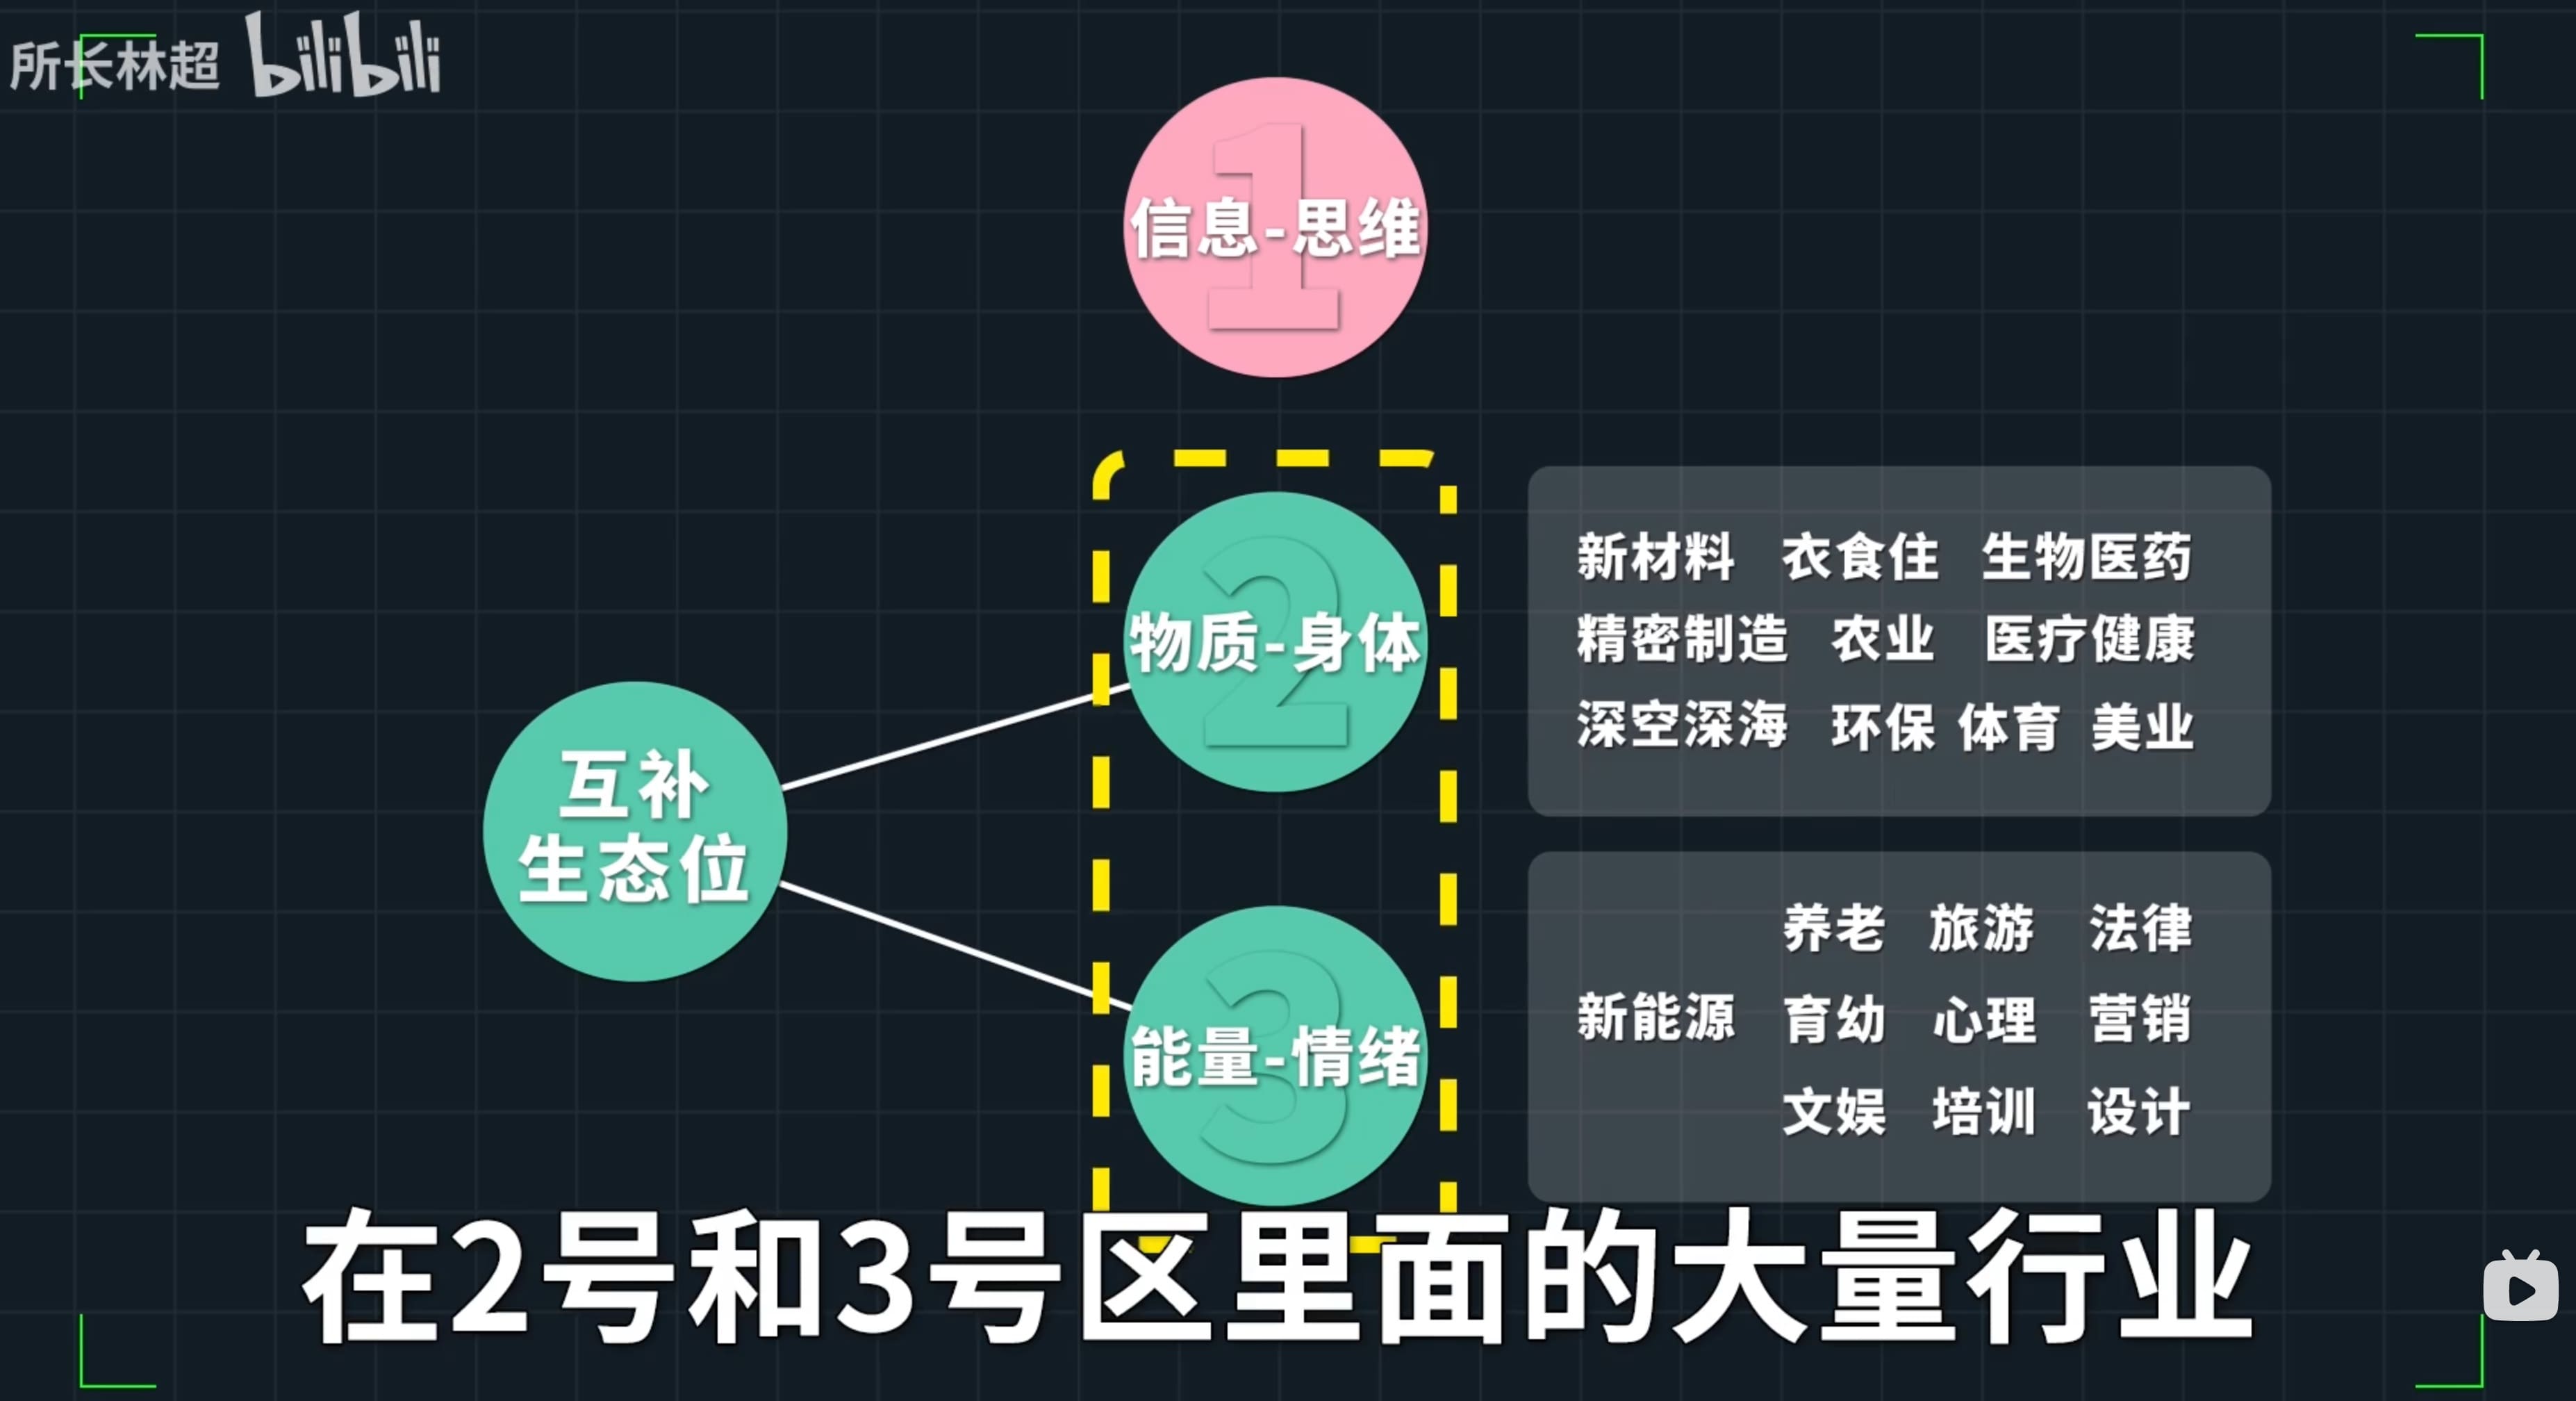 所长林超 bilibili
1
信息-思维
2
物质-身体
新材料 衣食住 生物医药
精密制造 农业 医疗健康
深空深海 环保 体育 美业
互补
生态位
3
能量-情绪
养老 旅游 法律
新能源 育幼 心理 营销
文娱 培训 设计
在2号和3号区里面的大量行业